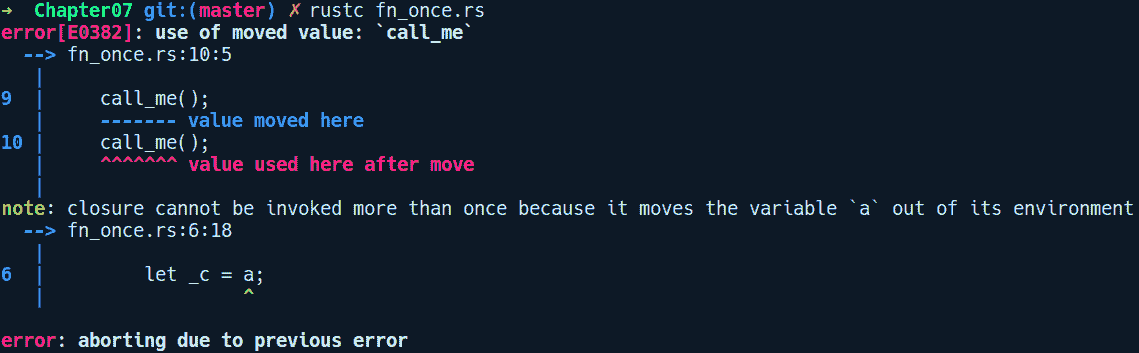 ➜  Chapter07 git:(master) ✗ rustc fn_once.rs
error[E0382]: use of moved value: `call_me`
  --> fn_once.rs:10:5
   |
9  |     call_me();
   |     ------- value moved here
10 |     call_me();
   |     ^^^^^^^ value used here after move
   |
note: closure cannot be invoked more than once because it moves the variable `a` out of its environment
  --> fn_once.rs:6:18
   |
6  |         let _c = a;
   |                  ^

error: aborting due to previous error